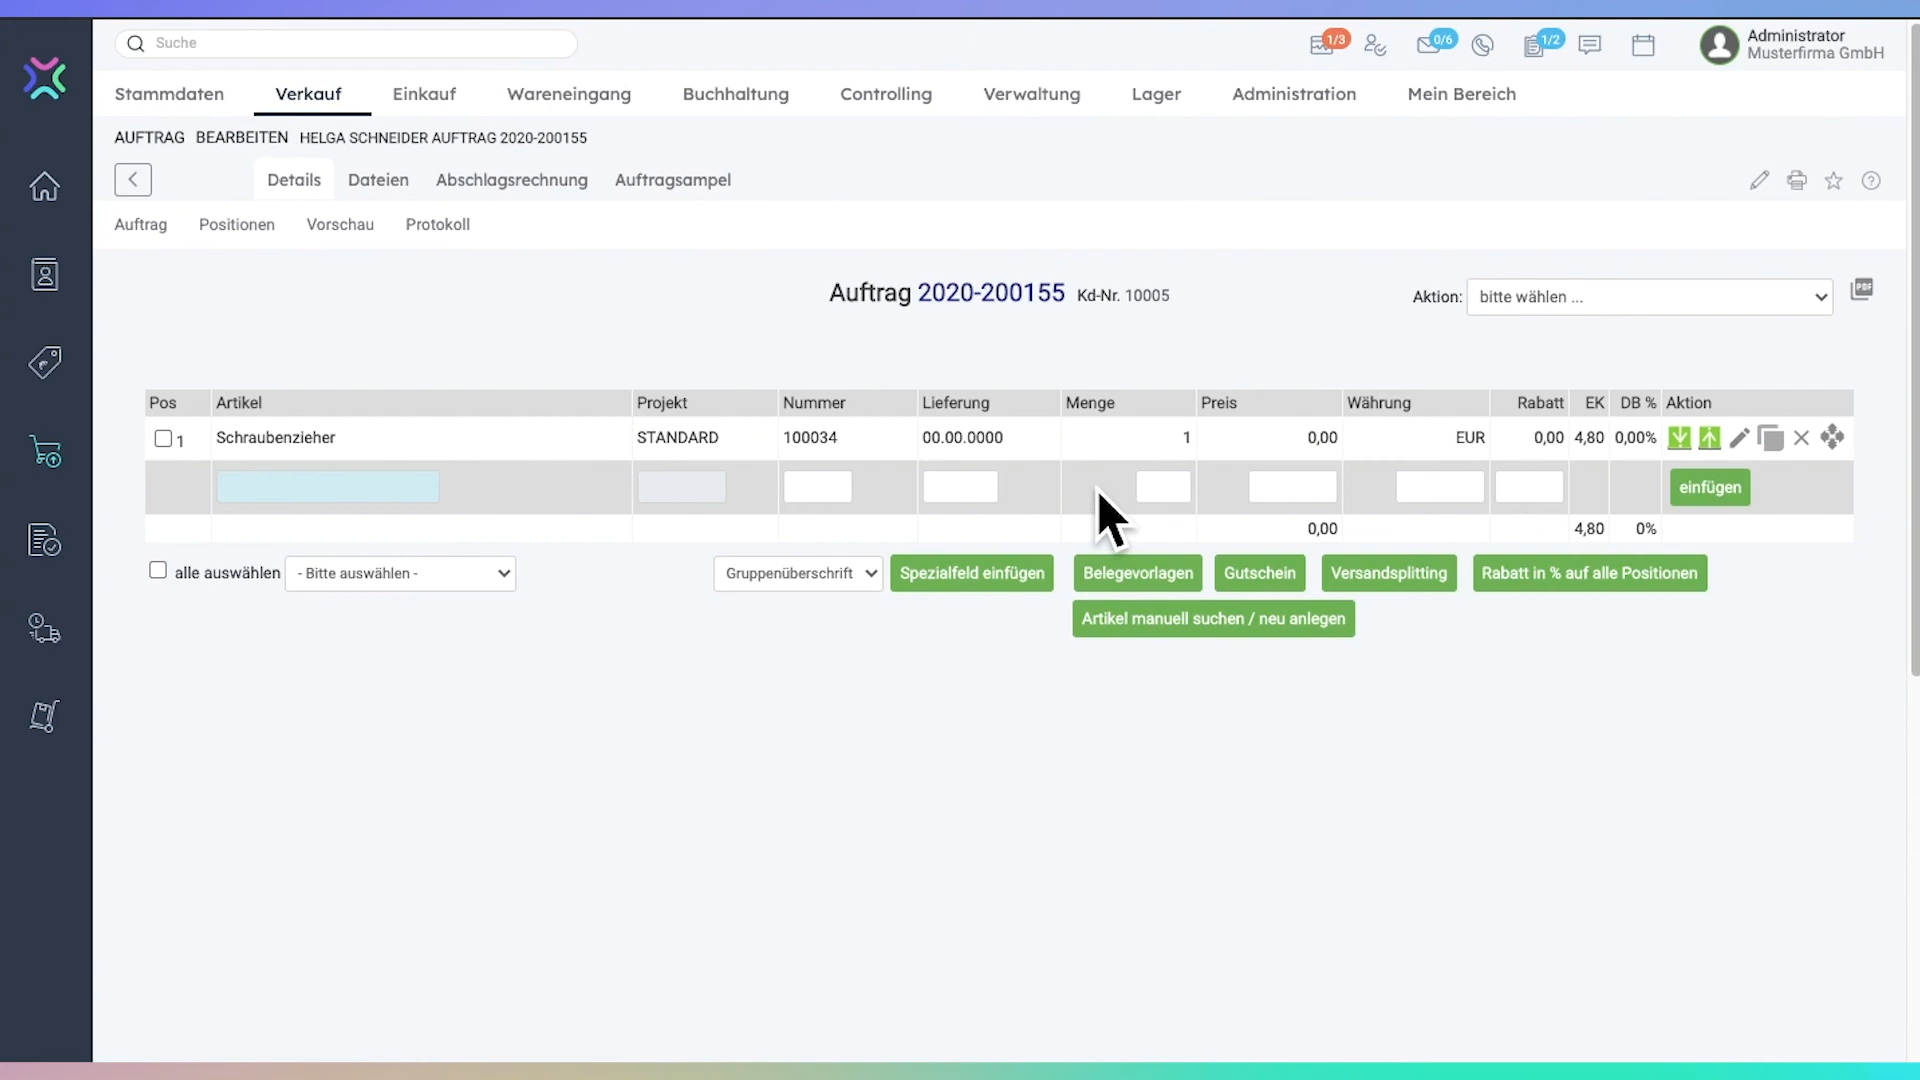 Suche
1/3
0/6
1/2
Administrator
Musterfirma GmbH
Stammdaten Verkauf Einkauf Wareneingang Buchhaltung Controlling Verwaltung Lager Administration Mein Bereich
AUFTRAG BEARBEITEN HELGA SCHNEIDER AUFTRAG 2020-200155
Details Dateien Abschlagsrechnung Auftragsampel
Auftrag Positionen Vorschau Protokoll
Auftrag 2020-200155 Kd-Nr. 10005
Aktion: bitte wählen ...
PDF
Pos Artikel Projekt Nummer Lieferung Menge Preis Währung Rabatt EK DB % Aktion
1 Schraubenzieher STANDARD 100034 00.00.0000 1 0,00 EUR 0,00 4,80 0,00%
einfügen
0,00 4,80 0%
alle auswählen - Bitte auswählen - Gruppenüberschrift Spezialfeld einfügen Belegevorlagen Gutschein Versandsplitting Rabatt in % auf alle Positionen
Artikel manuell suchen / neu anlegen